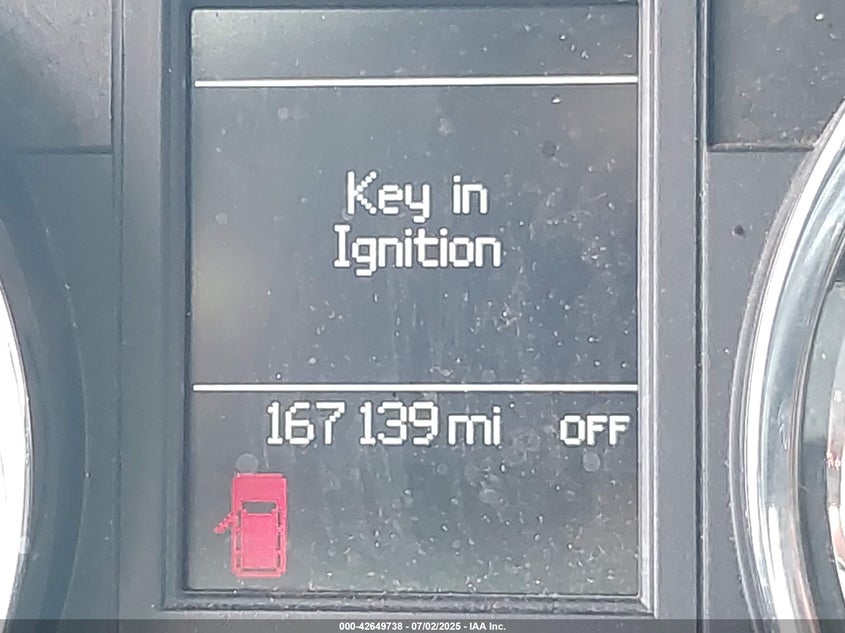 Key in
Ignition
167 139 mi OFF
000-42649738 - 07/02/2025 - IAA Inc.